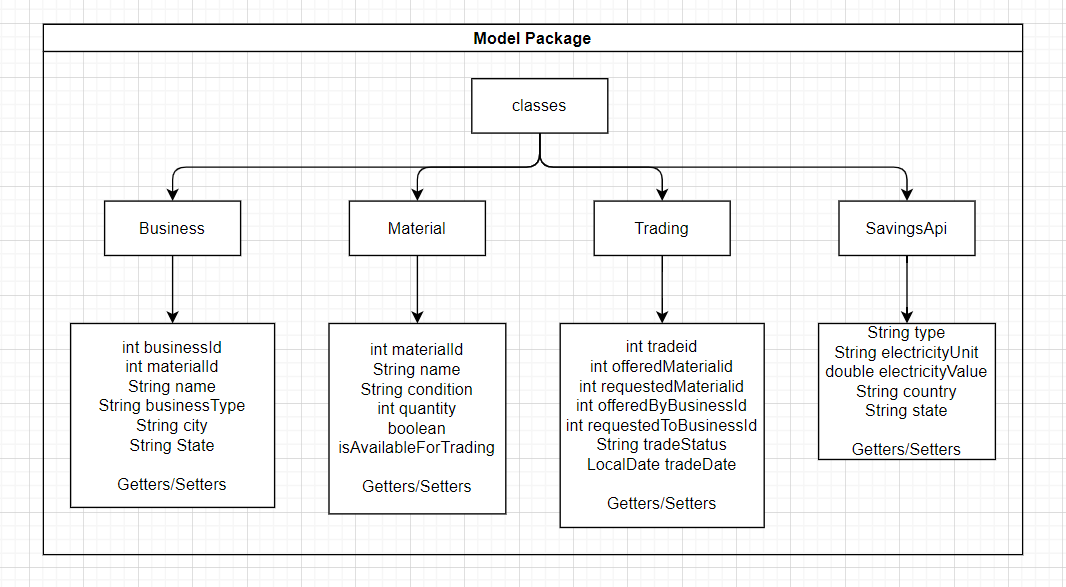 Model Package
classes
Business
Material
Trading
SavingsApi
int businessId
int materialId
String name
String businessType
String city
String State
Getters/Setters
int materialId
String name
String condition
int quantity
boolean
isAvailableForTrading
Getters/Setters
int tradeid
int offeredMaterialid
int requestedMaterialid
int offeredByBusinessId
int requestedToBusinessId
String tradeStatus
LocalDate tradeDate
Getters/Setters
String type
String electricityUnit
double electricityValue
String country
String state
Getters/Setters